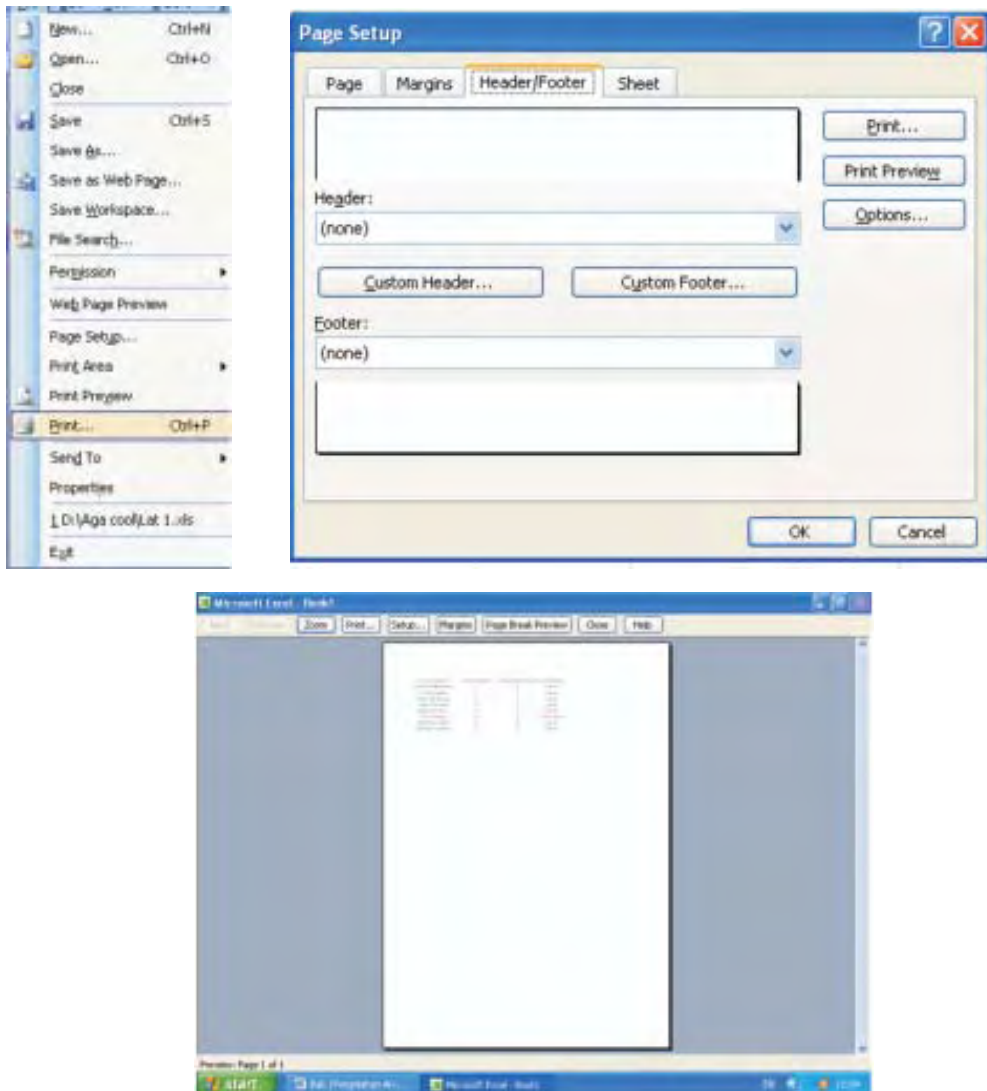 New... Ctrl+N
Open... Ctrl+O
Close
Save Ctrl+S
Save As...
Save as Web Page...
Save Workspace...
File Search...
Permission
Web Page Preview
Page Setup...
Print Area
Print Preview
Print... Ctrl+P
Send To
Properties
1 D:\Aga cool\Lat 1.xls
Exit
Page Setup
Page Margins Header/Footer Sheet
Print...
Print Preview
Options...
Header:
(none)
Custom Header... Custom Footer...
Footer:
(none)
OK Cancel
Microsoft Excel - Book1
Zoom Print... Setup... Margins Page Break Preview Close Help
Preview: Page 1 of 1
start Microsoft Excel - Book1